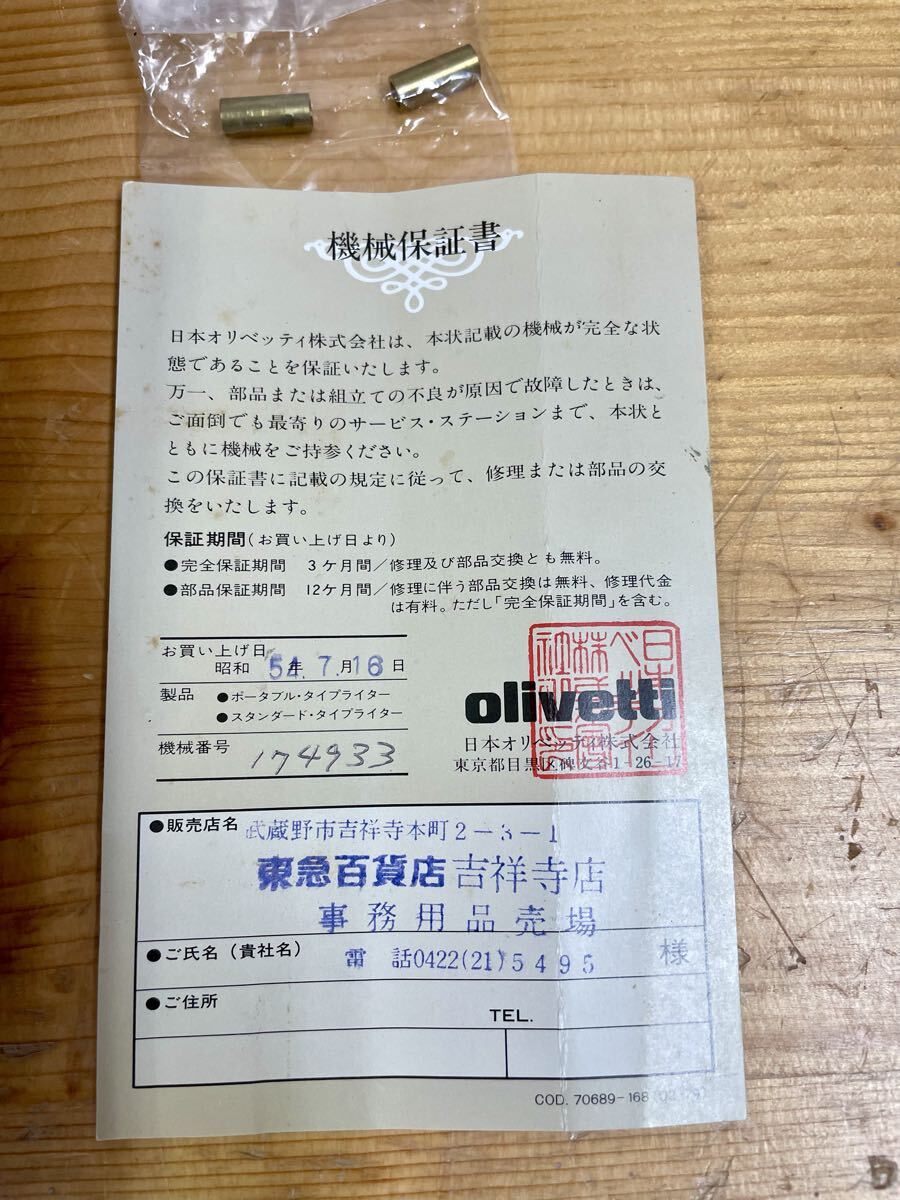 機械保証書
日本オリベッティ株式会社は、本状記載の機械が完全な状
態であることを保証いたします。
万一、部品または組立ての不良が原因で故障したときは、
ご面倒でも最寄りのサービス・ステーションまで、本状と
ともに機械をご持参ください。
この保証書に記載の規定に従って、修理または部品の交
換をいたします。
保証期間(お買い上げ日より)
●完全保証期間 3ケ月間/修理及び部品交換とも無料。
●部品保証期間 12ケ月間/修理に伴う部品交換は無料、修理代金
は有料。ただし「完全保証期間」を含む。
お買い上げ日
昭和 54年 7月16日
製品 ●ポータブル・タイプライター
●スタンダード・タイプライター
機械番号 174933
olivetti
日本オリベッティ株式会社
東京都目黒区碑文谷1-26-17
●販売店名 武蔵野市吉祥寺本町2-3-1
東急百貨店吉祥寺店
事務用品売場
●ご氏名(貴社名) 電話0422(21)5495 様
●ご住所
TEL.
COD. 70689-168